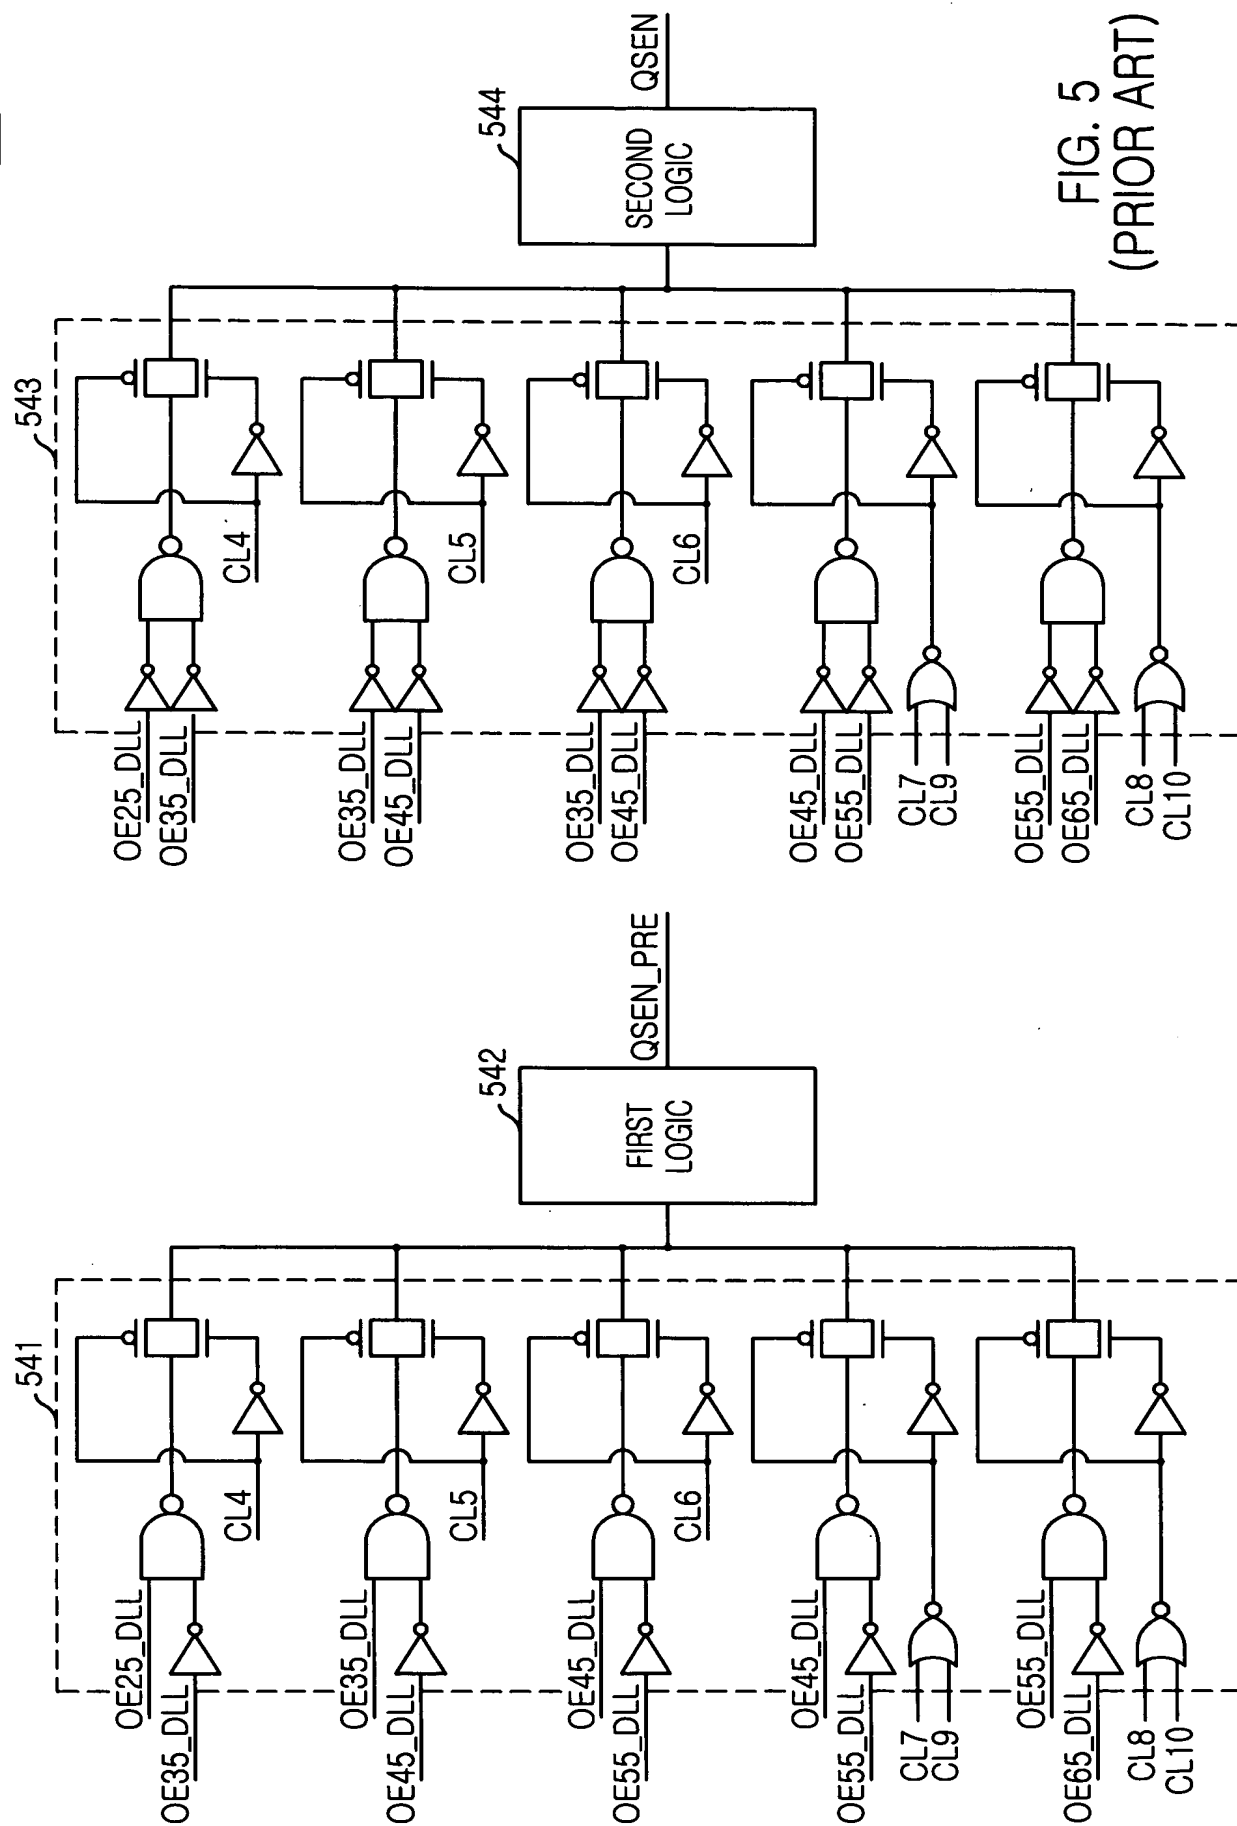 541
OE25_DLL
OE35_DLL
CL4
OE35_DLL
OE45_DLL
CL5
OE45_DLL
OE55_DLL
CL6
OE45_DLL
OE55_DLL
CL7
CL9
OE55_DLL
OE65_DLL
CL8
CL10
542
FIRST
LOGIC
QSEN_PRE
543
OE25_DLL
OE35_DLL
CL4
OE35_DLL
OE45_DLL
CL5
OE35_DLL
OE45_DLL
CL6
OE45_DLL
OE55_DLL
CL7
CL9
OE55_DLL
OE65_DLL
CL8
CL10
544
SECOND
LOGIC
QSEN
FIG. 5
(PRIOR ART)